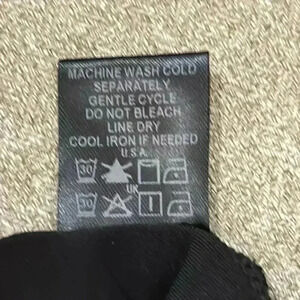 MACHINE WASH COLD
SEPARATELY
GENTLE CYCLE
DO NOT BLEACH
LINE DRY
COOL IRON IF NEEDED
U.S.A.
30
UK
30